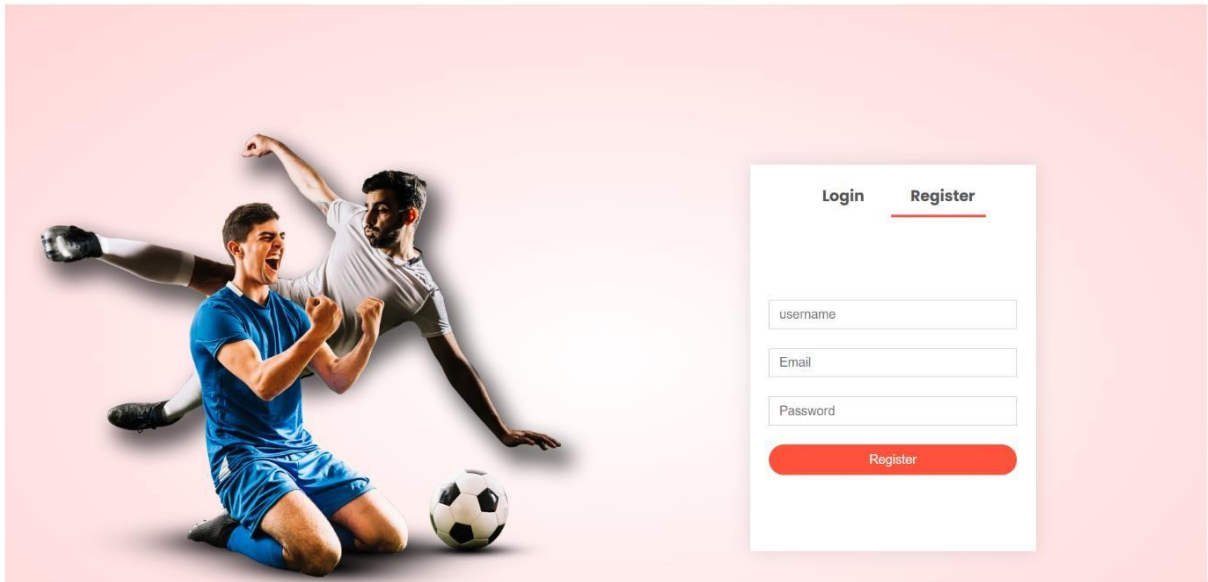 Login Register
username
Email
Password
Register